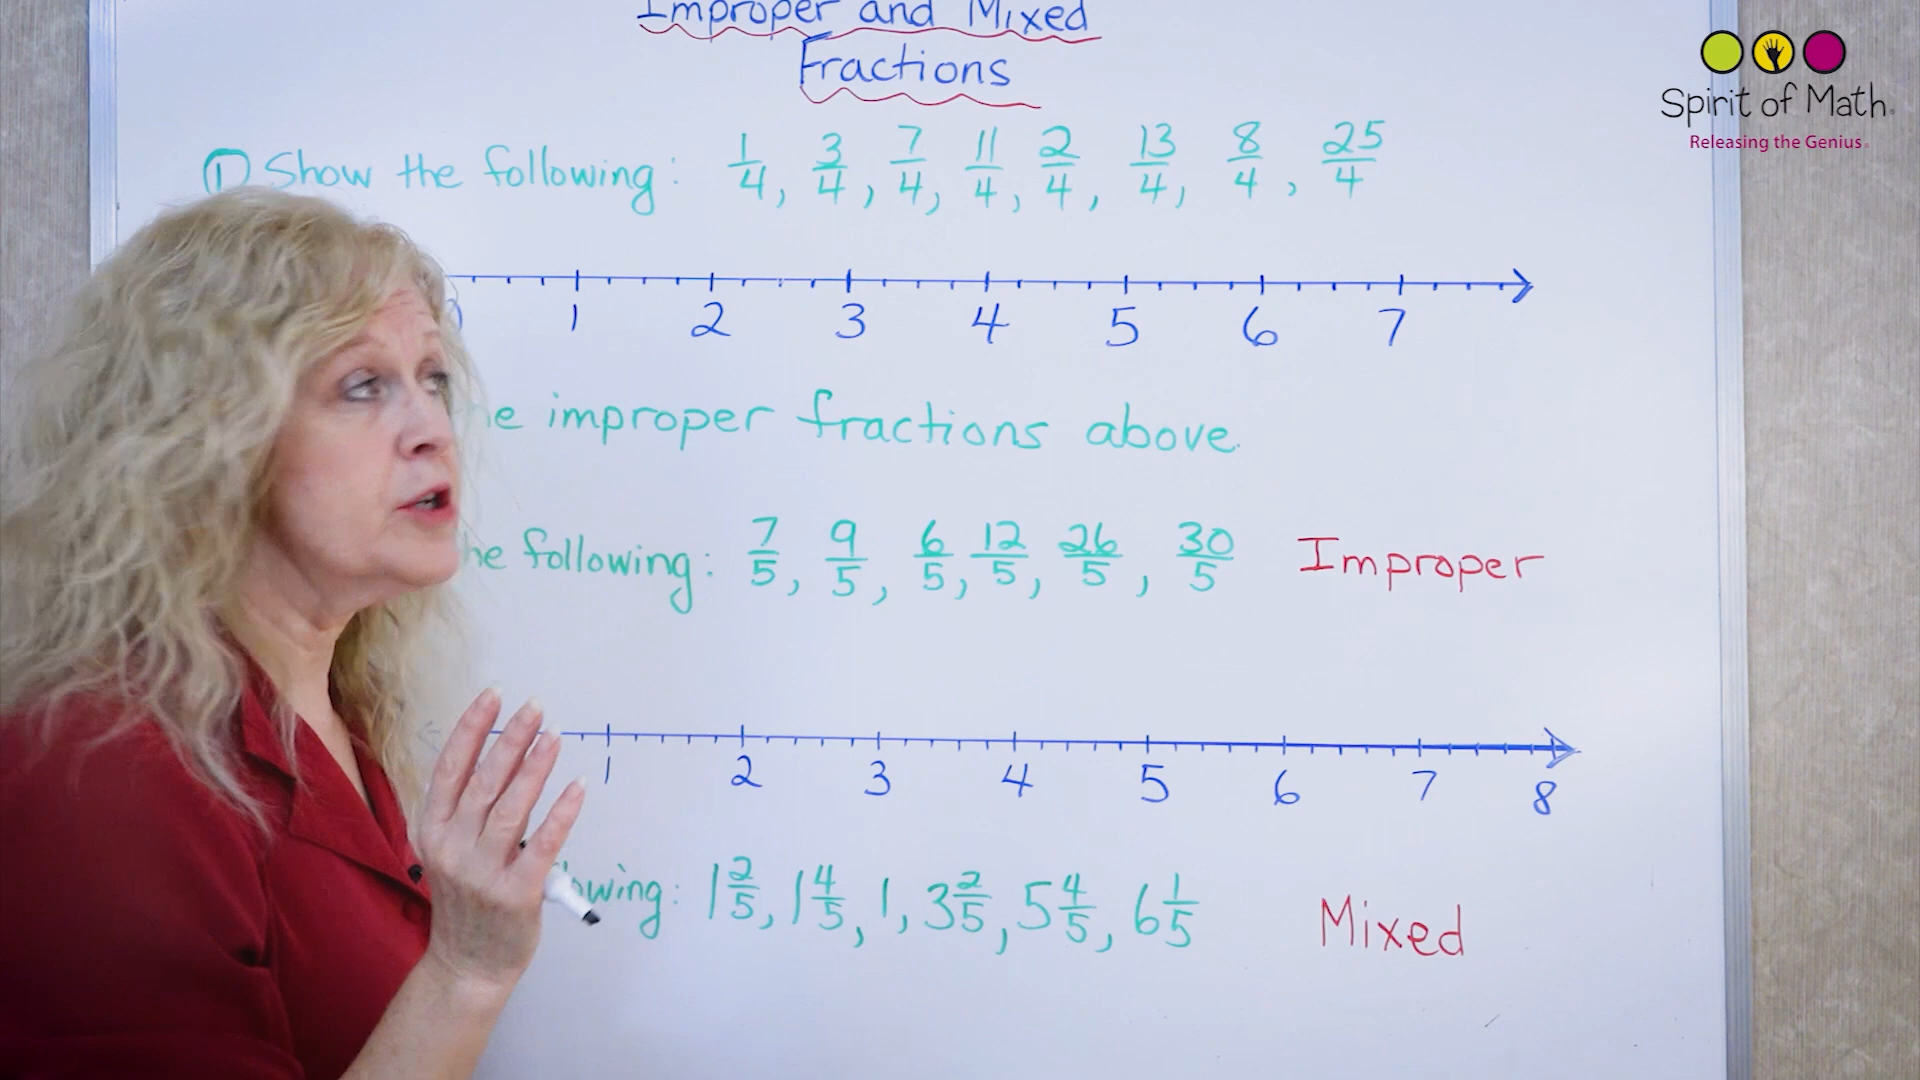 Improper and Mixed
Fractions
Spirit of Math
Releasing the Genius
① Show the following: 1/4, 3/4, 7/4, 11/4, 2/4, 13/4, 8/4, 25/4
1 2 3 4 5 6 7
improper fractions above.
following: 7/5, 9/5, 6/5, 12/5, 26/5, 30/5 Improper
1 2 3 4 5 6 7 8
1 2/5, 1 4/5, 1, 3 2/5, 5 4/5, 6 1/5 Mixed